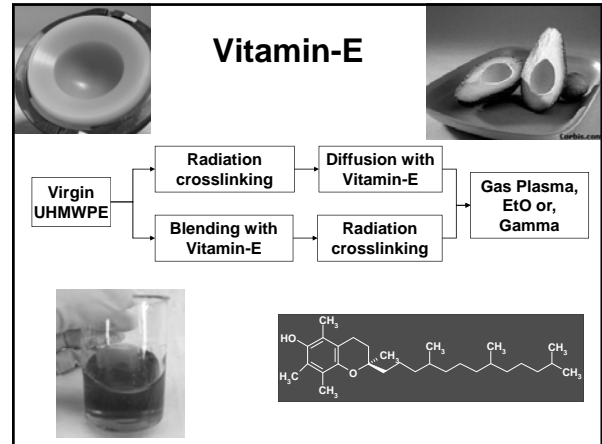 Vitamin-E
Corbis.com
Virgin
UHMWPE
Radiation
crosslinking
Diffusion with
Vitamin-E
Blending with
Vitamin-E
Radiation
crosslinking
Gas Plasma,
EtO or,
Gamma
CH₃
HO
H₃C
CH₃
O
CH₃
CH₃
CH₃
CH₃
CH₃